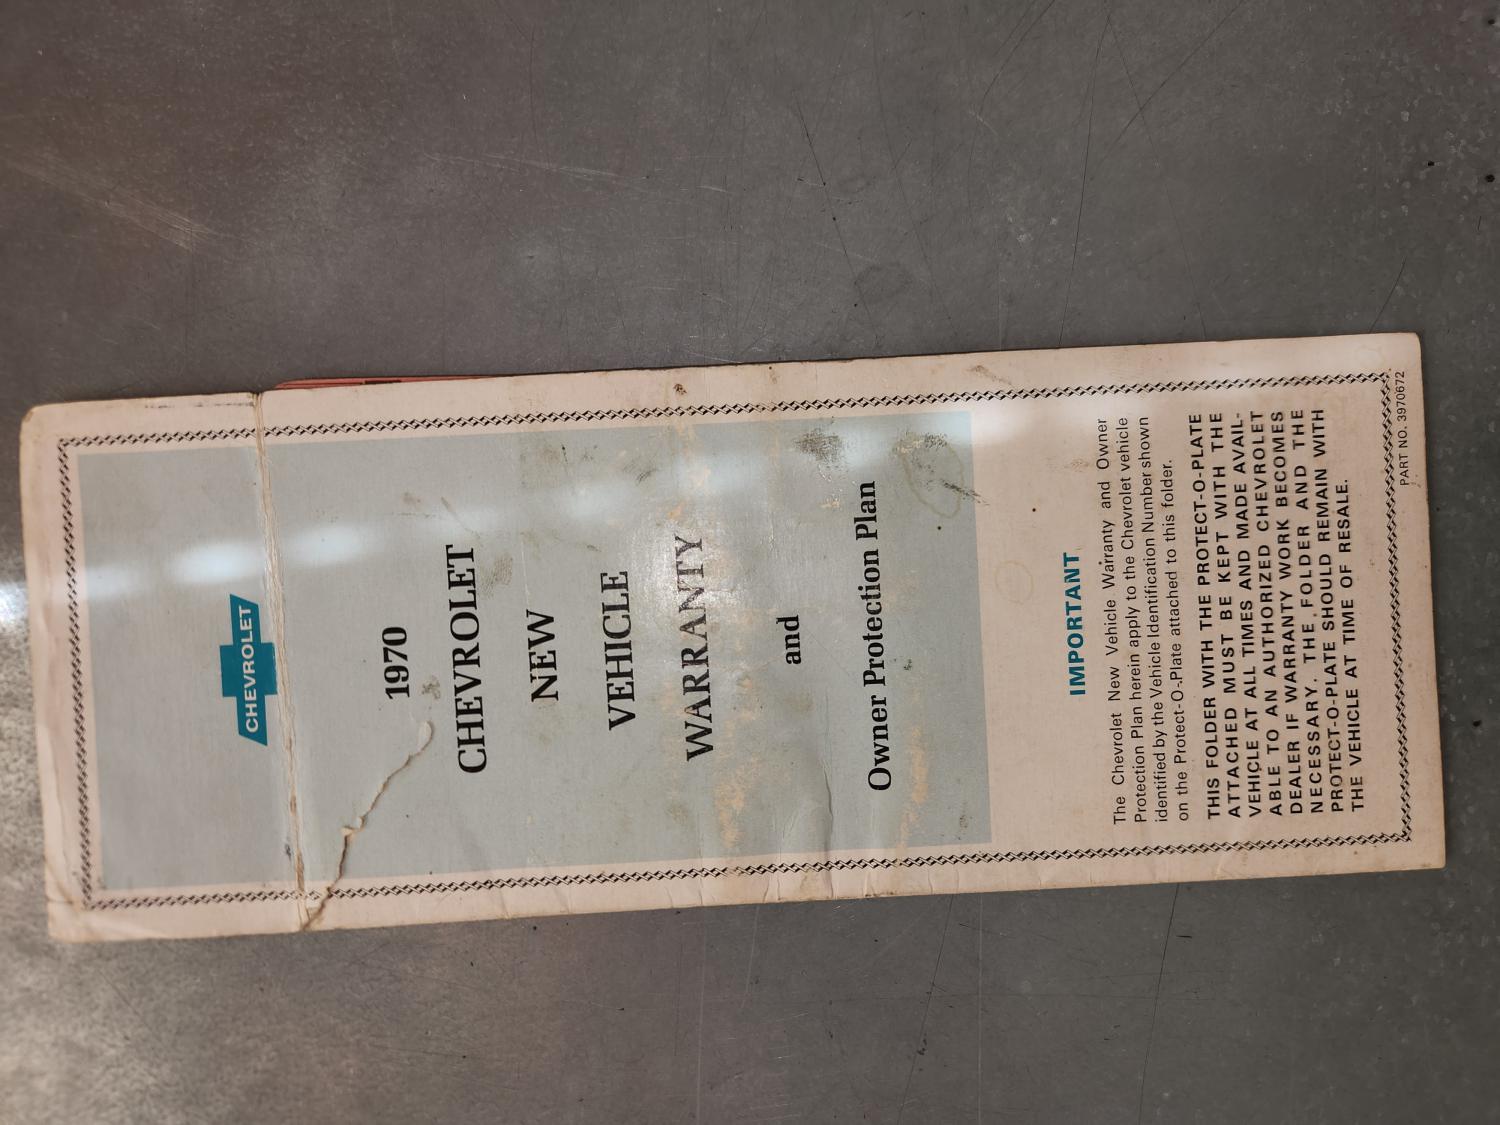 CHEVROLET
1970
CHEVROLET
NEW
VEHICLE
WARRANTY
and
Owner Protection Plan
IMPORTANT
The Chevrolet New Vehicle Warranty and Owner
Protection Plan herein apply to the Chevrolet vehicle
identified by the Vehicle Identification Number shown
on the Protect-O-Plate attached to this folder.
THIS FOLDER WITH THE PROTECT-O-PLATE
ATTACHED MUST BE KEPT WITH THE
VEHICLE AT ALL TIMES AND MADE AVAIL-
ABLE TO AN AUTHORIZED CHEVROLET
DEALER IF WARRANTY WORK BECOMES
NECESSARY. THE FOLDER AND THE
PROTECT-O-PLATE SHOULD REMAIN WITH
THE VEHICLE AT TIME OF RESALE.
PART NO. 3970672